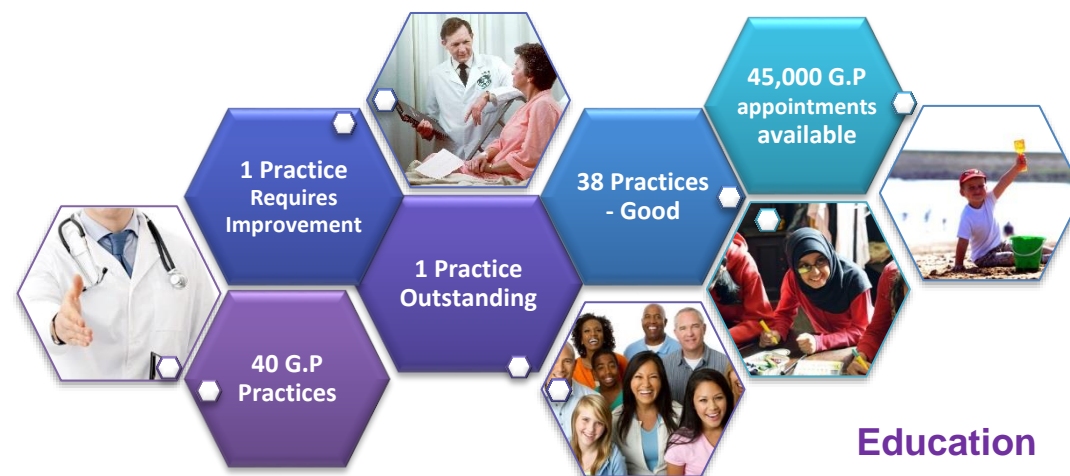 45,000 G.P
appointments
available
1 Practice
Requires
Improvement
38 Practices
- Good
1 Practice
Outstanding
40 G.P
Practices
Education